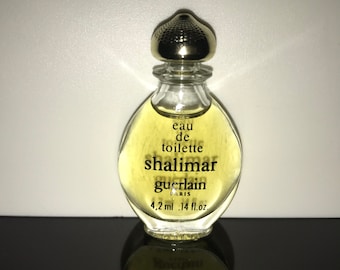 eau
de
toilette
shalimar
guerlain
PARIS
4,2 ml .14 fl.oz